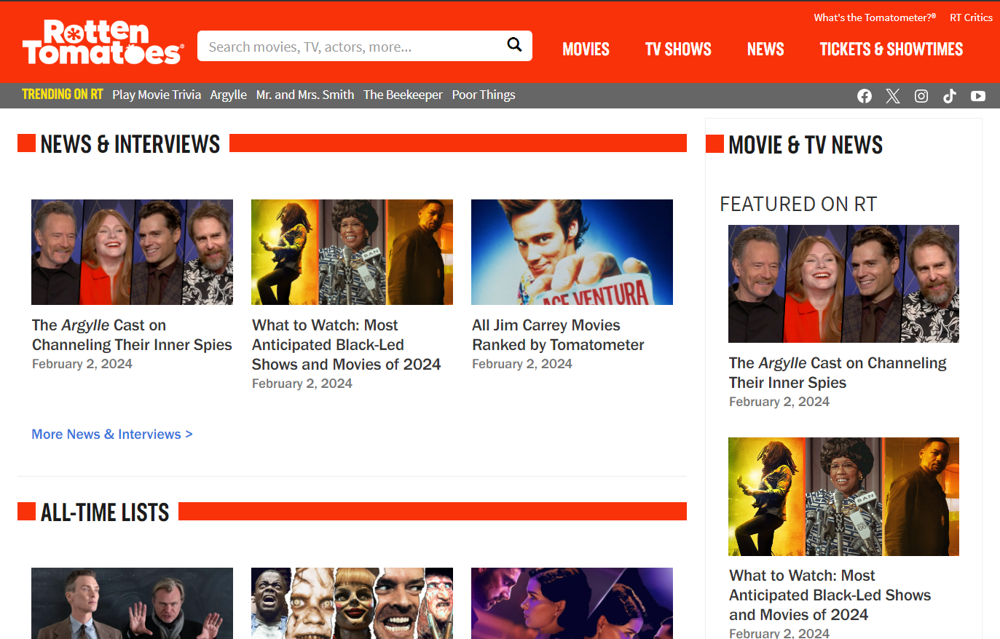 What's the Tomatometer?® RT Critics
Rotten
Tomatoes®
Search movies, TV, actors, more...
MOVIES TV SHOWS NEWS TICKETS & SHOWTIMES
TRENDING ON RT Play Movie Trivia Argylle Mr. and Mrs. Smith The Beekeeper Poor Things
NEWS & INTERVIEWS
BAN
ACE VENTURA
The Argylle Cast on
Channeling Their Inner Spies
February 2, 2024
What to Watch: Most
Anticipated Black-Led
Shows and Movies of 2024
February 2, 2024
All Jim Carrey Movies
Ranked by Tomatometer
February 2, 2024
More News & Interviews >
ALL-TIME LISTS
MOVIE & TV NEWS
FEATURED ON RT
The Argylle Cast on Channeling
Their Inner Spies
February 2, 2024
BAN
What to Watch: Most
Anticipated Black-Led Shows
and Movies of 2024
February 2, 2024